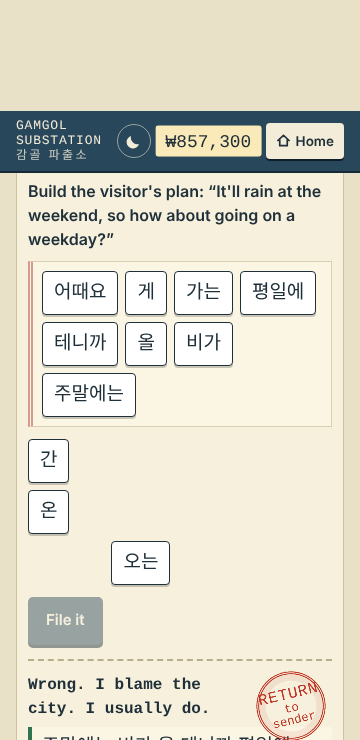 GAMGOL
SUBSTATION
감골 파출소
₩857,300
Home
Build the visitor's plan: “It'll rain at the
weekend, so how about going on a
weekday?”
어때요 게 가는 평일에
테니까 올 비가
주말에는
간
온
오는
File it
Wrong. I blame the
city. I usually do.
RETURN
to
sender